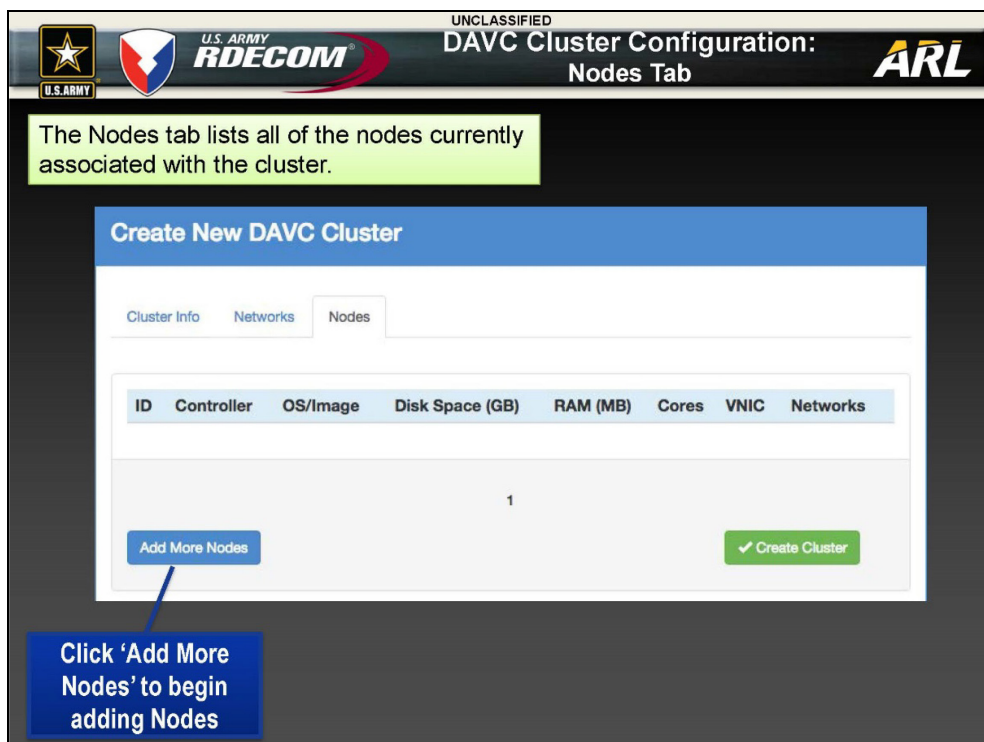 UNCLASSIFIED
U.S.ARMY
U.S. ARMY
RDECOM®
DAVC Cluster Configuration:
Nodes Tab
ARL
The Nodes tab lists all of the nodes currently
associated with the cluster.
Create New DAVC Cluster
Cluster Info Networks Nodes
ID Controller OS/Image Disk Space (GB) RAM (MB) Cores VNIC Networks
1
Add More Nodes ✔ Create Cluster
Click ‘Add More
Nodes’ to begin
adding Nodes